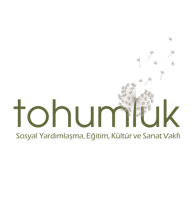 tohumluk
Sosyal Yardımlaşma, Eğitim, Kültür ve Sanat Vakfı